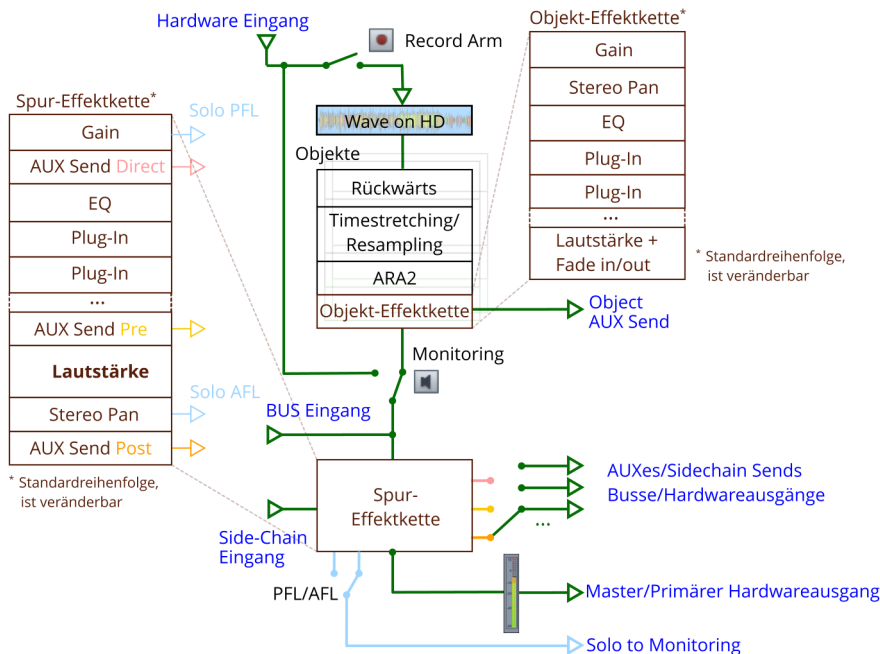 Hardware Eingang
Record Arm
Objekt-Effektkette*
Gain
Stereo Pan
EQ
Plug-In
Plug-In
...
Lautstärke +
Fade in/out
* Standardreihenfolge,
ist veränderbar
Spur-Effektkette*
Solo PFL
Gain
AUX Send Direct
EQ
Plug-In
Plug-In
...
AUX Send Pre
Lautstärke
Solo AFL
Stereo Pan
AUX Send Post
* Standardreihenfolge,
ist veränderbar
Wave on HD
Objekte
Rückwärts
Timestretching/
Resampling
ARA2
Objekt-Effektkette
Object
AUX Send
Monitoring
BUS Eingang
Spur-
Effektkette
Side-Chain
Eingang
AUXes/Sidechain Sends
Busse/Hardwareausgänge
...
PFL/AFL
Master/Primärer Hardwareausgang
Solo to Monitoring